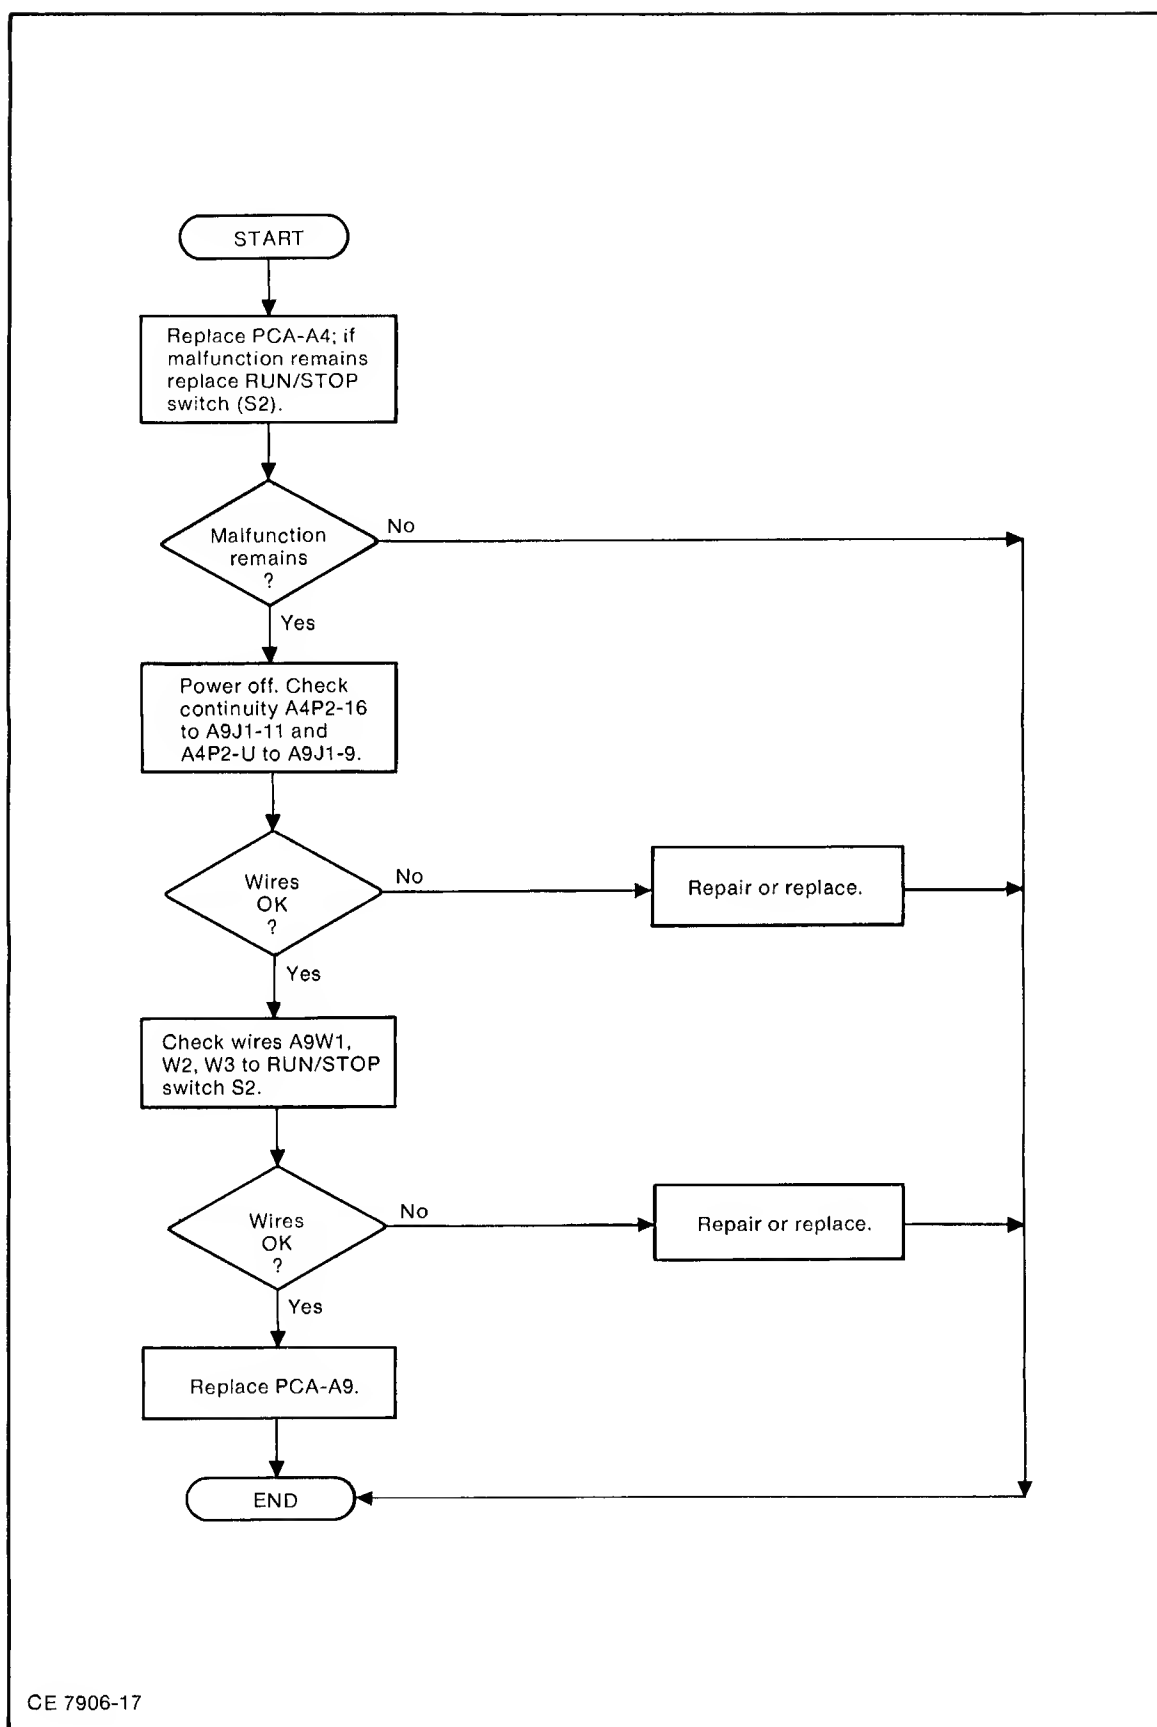 START
Replace PCA-A4; if
malfunction remains
replace RUN/STOP
switch (S2).
Malfunction
remains
?
No
Yes
Power off. Check
continuity A4P2-16
to A9J1-11 and
A4P2-U to A9J1-9.
Wires
OK
?
No
Repair or replace.
Yes
Check wires A9W1,
W2, W3 to RUN/STOP
switch S2.
Wires
OK
?
No
Repair or replace.
Yes
Replace PCA-A9.
END
CE 7906-17